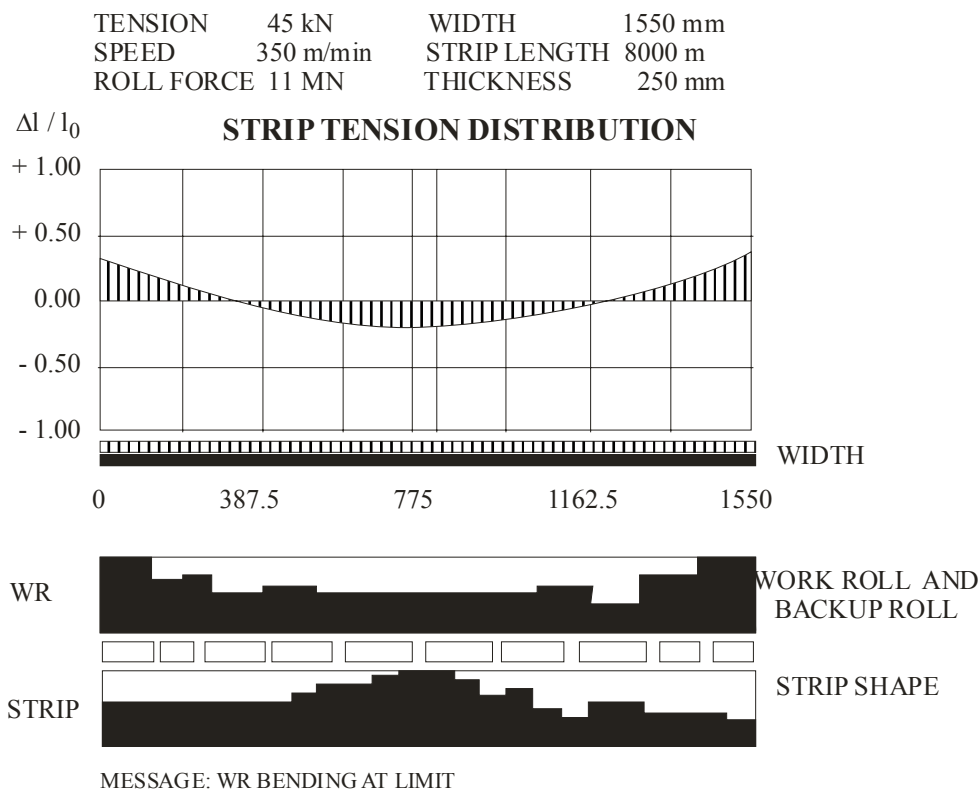 TENSION 45 kN WIDTH 1550 mm
SPEED 350 m/min STRIP LENGTH 8000 m
ROLL FORCE 11 MN THICKNESS 250 mm
Δl / l₀ STRIP TENSION DISTRIBUTION
+ 1.00
+ 0.50
0.00
- 0.50
- 1.00
WIDTH
0 387.5 775 1162.5 1550
WR WORK ROLL AND
BACKUP ROLL
STRIP SHAPE
STRIP
MESSAGE: WR BENDING AT LIMIT